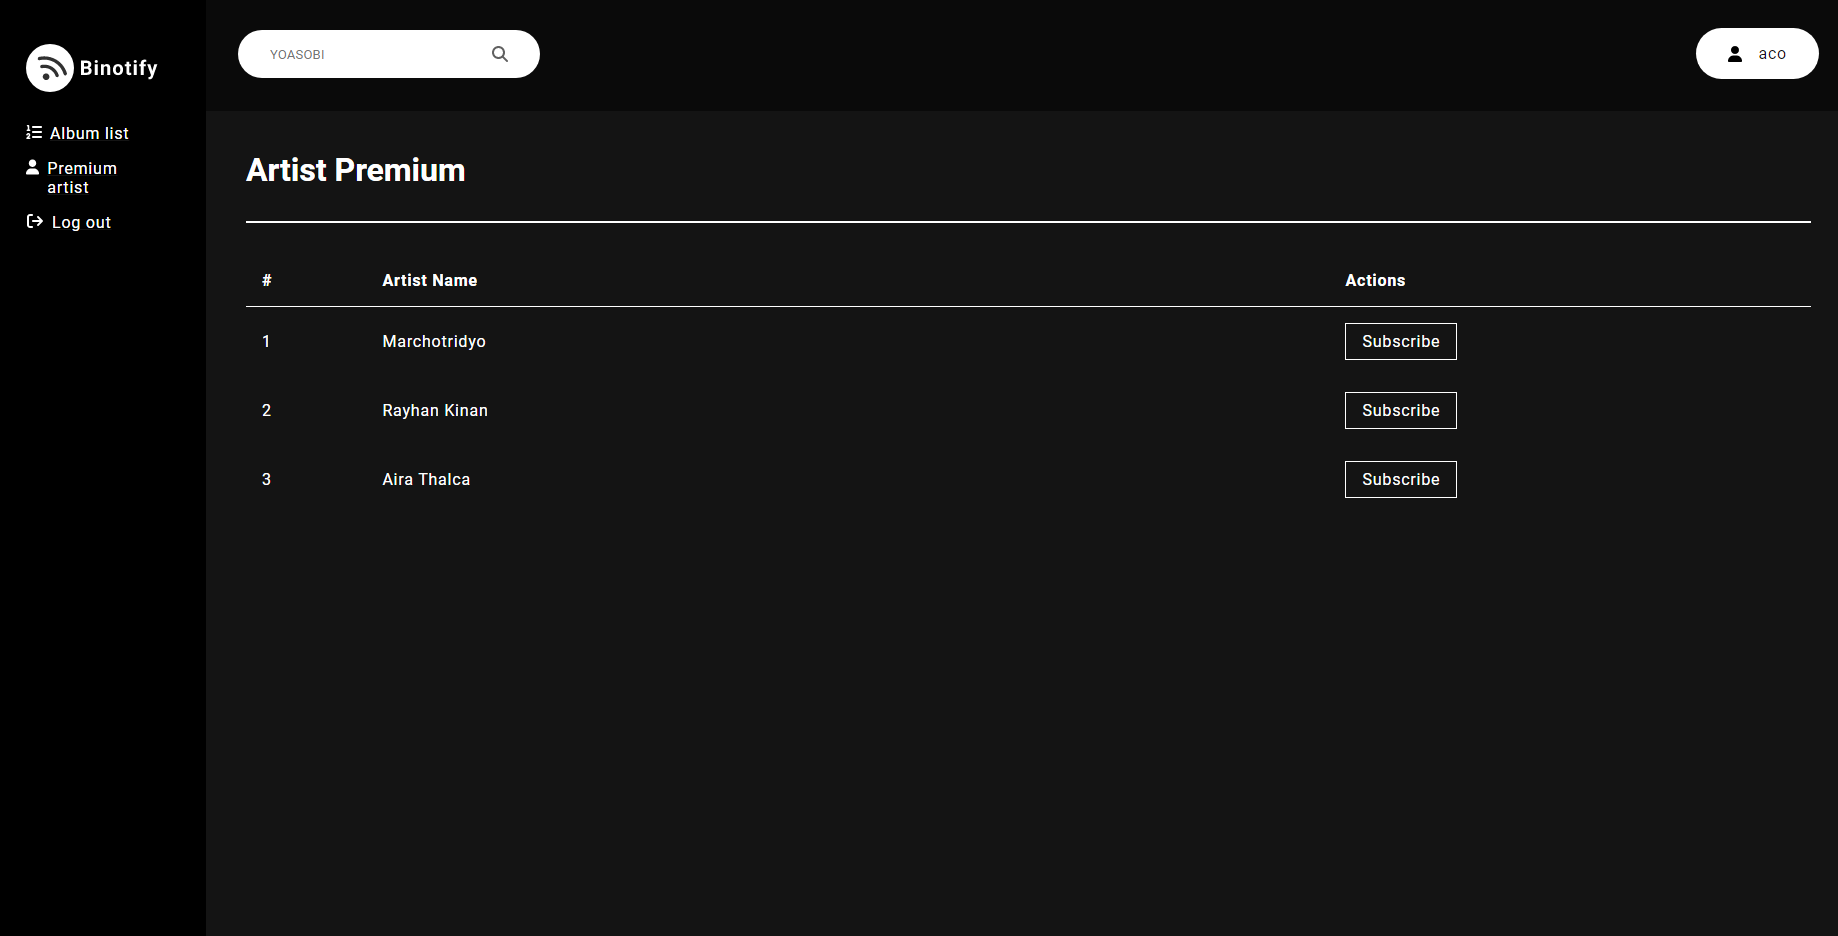 Binotify
YOASOBI
aco
Album list
Premium
artist
Log out
Artist Premium
# Artist Name Actions
1 Marchotridyo Subscribe
2 Rayhan Kinan Subscribe
3 Aira Thalca Subscribe